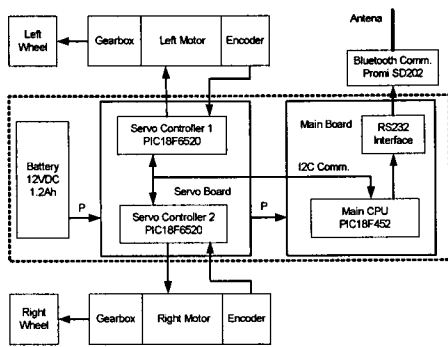 Left
Wheel
Gearbox
Left Motor
Encoder
Antena
Bluetooth Comm.
Promi SD202
Servo Controller 1
PIC18F6520
Main Board
RS232
Interface
Battery
12VDC
1.2Ah
I2C Comm.
Servo Board
P
P
Servo Controller 2
PIC18F6520
Main CPU
PIC18F452
Right
Wheel
Gearbox
Right Motor
Encoder